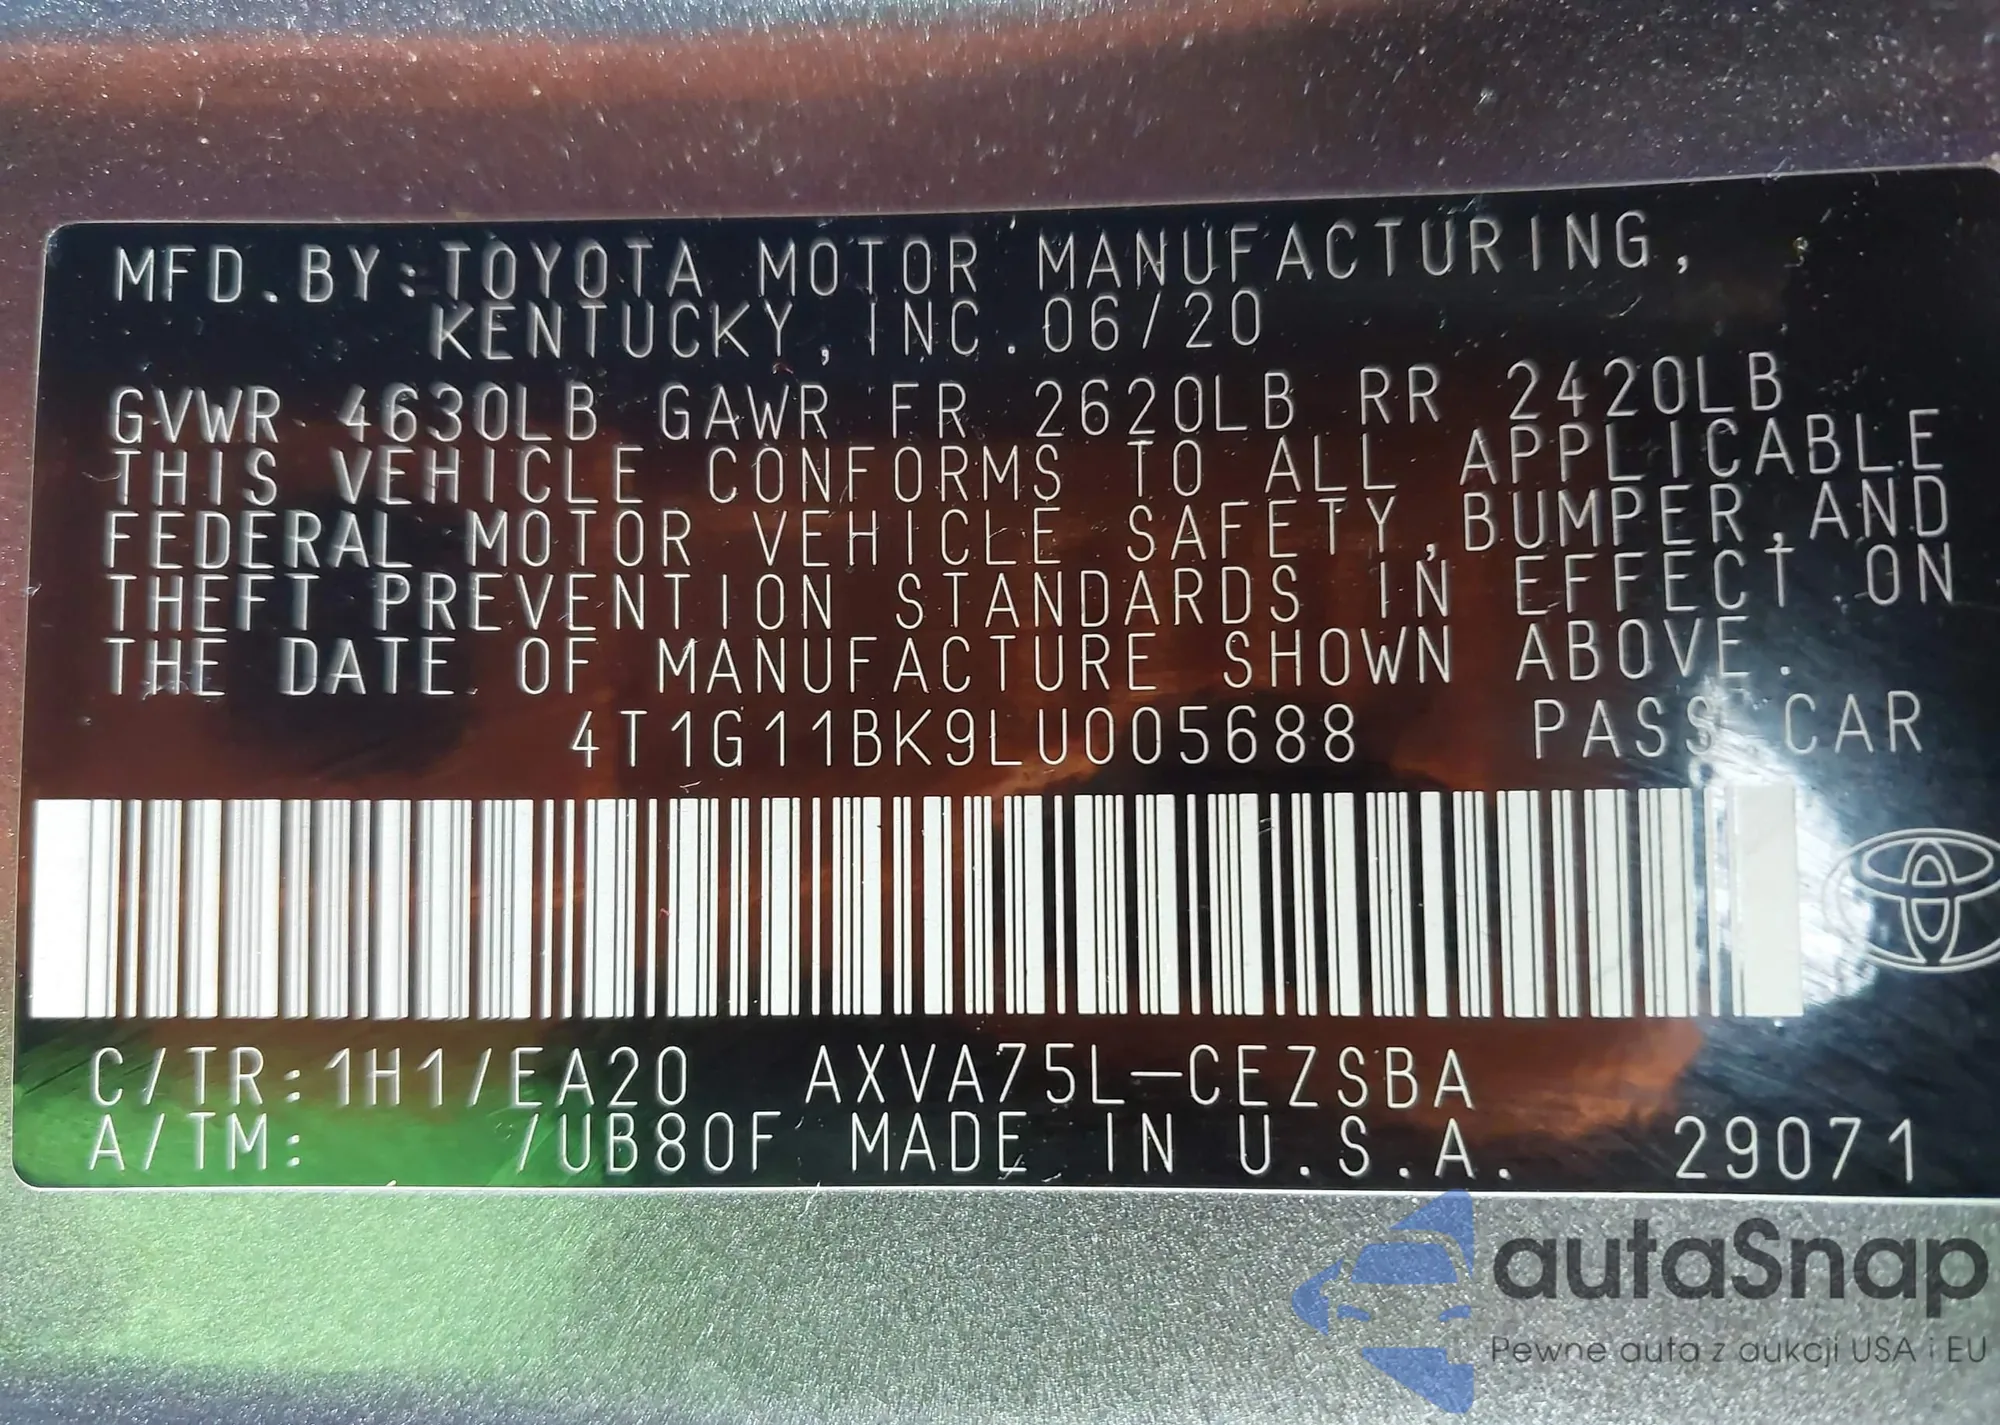 MFD.BY:TOYOTA MOTOR MANUFACTURING,
KENTUCKY, INC. 06/20
GVWR 4630LB GAWR FR 2620LB RR 2420LB
THIS VEHICLE CONFORMS TO ALL APPLICABLE
FEDERAL MOTOR VEHICLE SAFETY, BUMPER, AND
THEFT PREVENTION STANDARDS IN EFFECT ON
THE DATE OF MANUFACTURE SHOWN ABOVE.
4T1G11BK9LU005688 PASS.CAR
C/TR:1H1/EA20 AXVA75L-CEZSBA
A/TM: /UB80F MADE IN U.S.A. 29071
autaSnap
Pewne auta z aukcji USA i EU